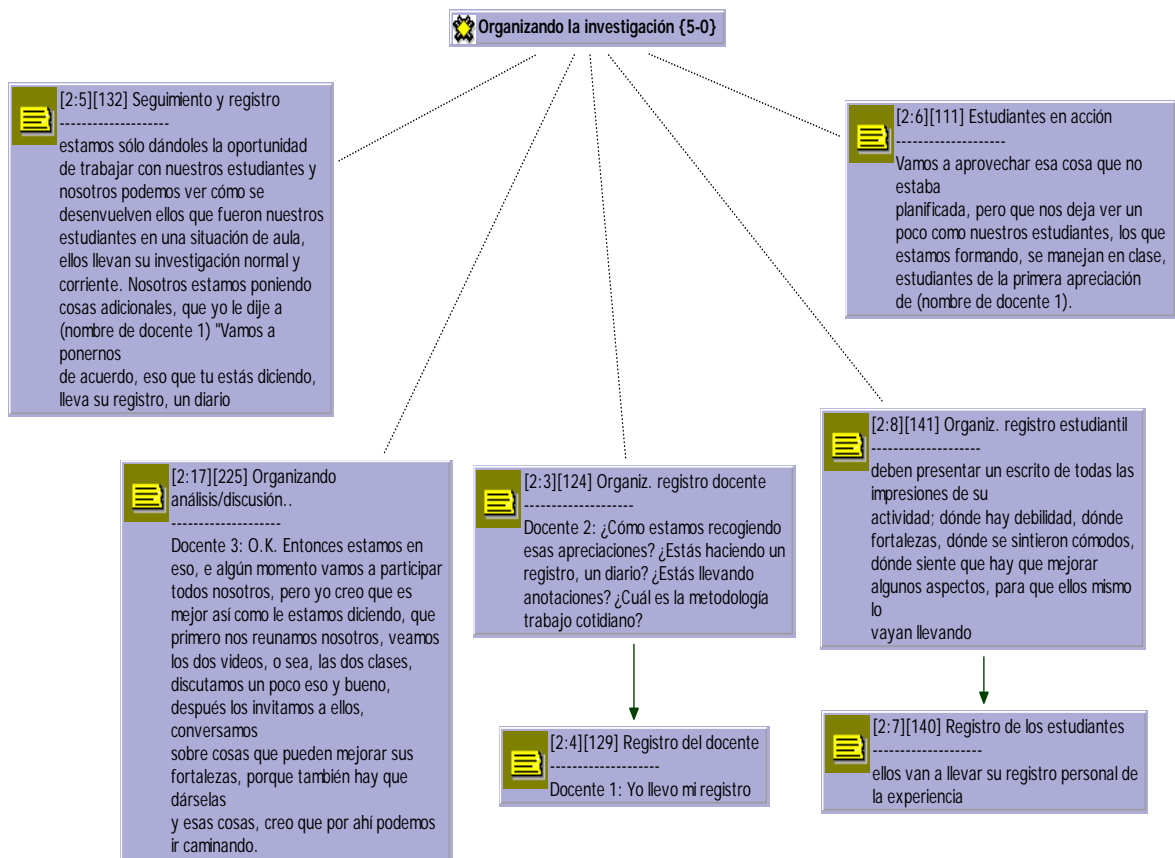 Organizando la investigación {5-0}
[2:5][132] Seguimiento y registro
--------------------
estamos sólo dándoles la oportunidad
de trabajar con nuestros estudiantes y
nosotros podemos ver cómo se
desenvuelven ellos que fueron nuestros
estudiantes en una situación de aula,
ellos llevan su investigación normal y
corriente. Nosotros estamos poniendo
cosas adicionales, que yo le dije a
(nombre de docente 1) "Vamos a
ponernos
de acuerdo, eso que tu estás diciendo,
lleva su registro, un diario
[2:6][111] Estudiantes en acción
--------------------
Vamos a aprovechar esa cosa que no
estaba
planificada, pero que nos deja ver un
poco como nuestros estudiantes, los que
estamos formando, se manejan en clase,
estudiantes de la primera apreciación
de (nombre de docente 1).
[2:17][225] Organizando
análisis/discusión..
--------------------
Docente 3: O.K. Entonces estamos en
eso, e algún momento vamos a participar
todos nosotros, pero yo creo que es
mejor así como le estamos diciendo, que
primero nos reunamos nosotros, veamos
los dos videos, o sea, las dos clases,
discutamos un poco eso y bueno,
después los invitamos a ellos,
conversamos
sobre cosas que pueden mejorar sus
fortalezas, porque también hay que
dárselas
y esas cosas, creo que por ahí podemos
ir caminando.
[2:3][124] Organiz. registro docente
--------------------
Docente 2: ¿Cómo estamos recogiendo
esas apreciaciones? ¿Estás haciendo un
registro, un diario? ¿Estás llevando
anotaciones? ¿Cuál es la metodología
trabajo cotidiano?
[2:8][141] Organiz. registro estudiantil
--------------------
deben presentar un escrito de todas las
impresiones de su
actividad; dónde hay debilidad, dónde
fortalezas, dónde se sintieron cómodos,
dónde siente que hay que mejorar
algunos aspectos, para que ellos mismo
lo
vayan llevando
[2:4][129] Registro del docente
--------------------
Docente 1: Yo llevo mi registro
[2:7][140] Registro de los estudiantes
--------------------
ellos van a llevar su registro personal de
la experiencia